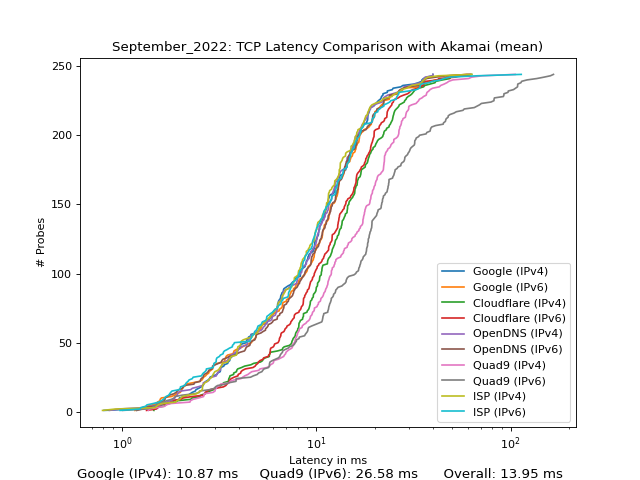 September_2022: TCP Latency Comparison with Akamai (mean)
250
200
150
100
50
0
# Probes
Google (IPv4)
Google (IPv6)
Cloudflare (IPv4)
Cloudflare (IPv6)
OpenDNS (IPv4)
OpenDNS (IPv6)
Quad9 (IPv4)
Quad9 (IPv6)
ISP (IPv4)
ISP (IPv6)
10⁰ 10¹ 10²
Latency in ms
Google (IPv4): 10.87 ms Quad9 (IPv6): 26.58 ms Overall: 13.95 ms